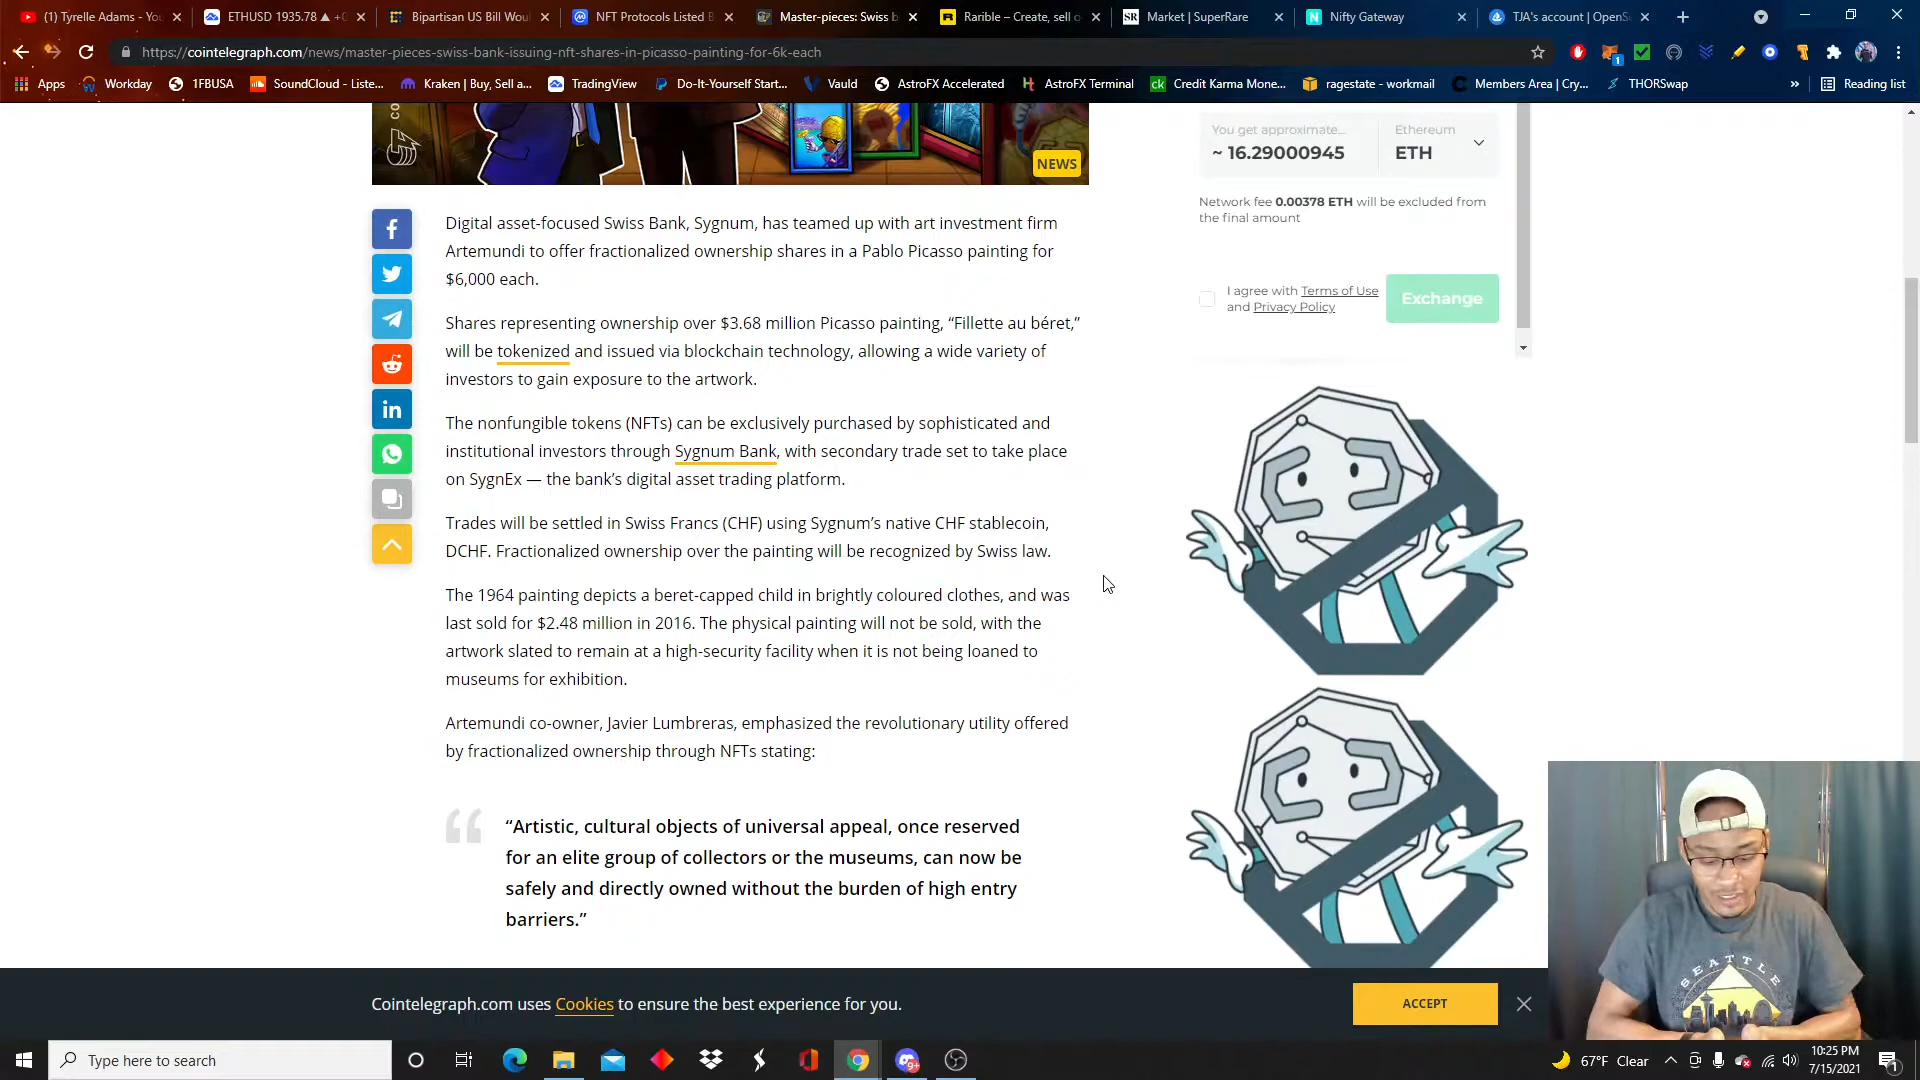 (1) Tyrelle Adams - You
ETHUSD 1935.78 ▲ +
Bipartisan US Bill Woul
NFT Protocols Listed B
Master-pieces: Swiss b
Rarible – Create, sell o
Market | SuperRare
Nifty Gateway
TJA's account | OpenS
https://cointelegraph.com/news/master-pieces-swiss-bank-issuing-nft-shares-in-picasso-painting-for-6k-each
Apps
Workday
1FBUSA
SoundCloud - Liste...
Kraken | Buy, Sell a...
TradingView
Do-It-Yourself Start...
Vauld
AstroFX Accelerated
AstroFX Terminal
Credit Karma Mone...
ragestate - workmail
Members Area | Cry...
THORSwap
»
Reading list
NEWS
Digital asset-focused Swiss Bank, Sygnum, has teamed up with art investment firm
Artemundi to offer fractionalized ownership shares in a Pablo Picasso painting for
$6,000 each.
Shares representing ownership over $3.68 million Picasso painting, “Fillette au béret,”
will be tokenized and issued via blockchain technology, allowing a wide variety of
investors to gain exposure to the artwork.
The nonfungible tokens (NFTs) can be exclusively purchased by sophisticated and
institutional investors through Sygnum Bank, with secondary trade set to take place
on SygnEx — the bank’s digital asset trading platform.
Trades will be settled in Swiss Francs (CHF) using Sygnum’s native CHF stablecoin,
DCHF. Fractionalized ownership over the painting will be recognized by Swiss law.
The 1964 painting depicts a beret-capped child in brightly coloured clothes, and was
last sold for $2.48 million in 2016. The physical painting will not be sold, with the
artwork slated to remain at a high-security facility when it is not being loaned to
museums for exhibition.
Artemundi co-owner, Javier Lumbreras, emphasized the revolutionary utility offered
by fractionalized ownership through NFTs stating:
“Artistic, cultural objects of universal appeal, once reserved
for an elite group of collectors or the museums, can now be
safely and directly owned without the burden of high entry
barriers.”
You get approximate...
~ 16.29000945
Ethereum
ETH
Network fee 0.00378 ETH will be excluded from
the final amount
I agree with Terms of Use
and Privacy Policy
Exchange
Cointelegraph.com uses Cookies to ensure the best experience for you.
ACCEPT
SEATTLE
Type here to search
67°F Clear
10:25 PM
7/15/2021